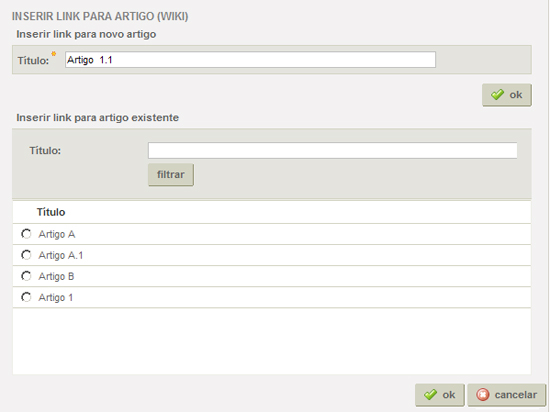 INSERIR LINK PARA ARTIGO (WIKI)
Inserir link para novo artigo
Título:* Artigo 1.1
ok
Inserir link para artigo existente
Título:
filtrar
Título
Artigo A
Artigo A.1
Artigo B
Artigo 1
ok cancelar